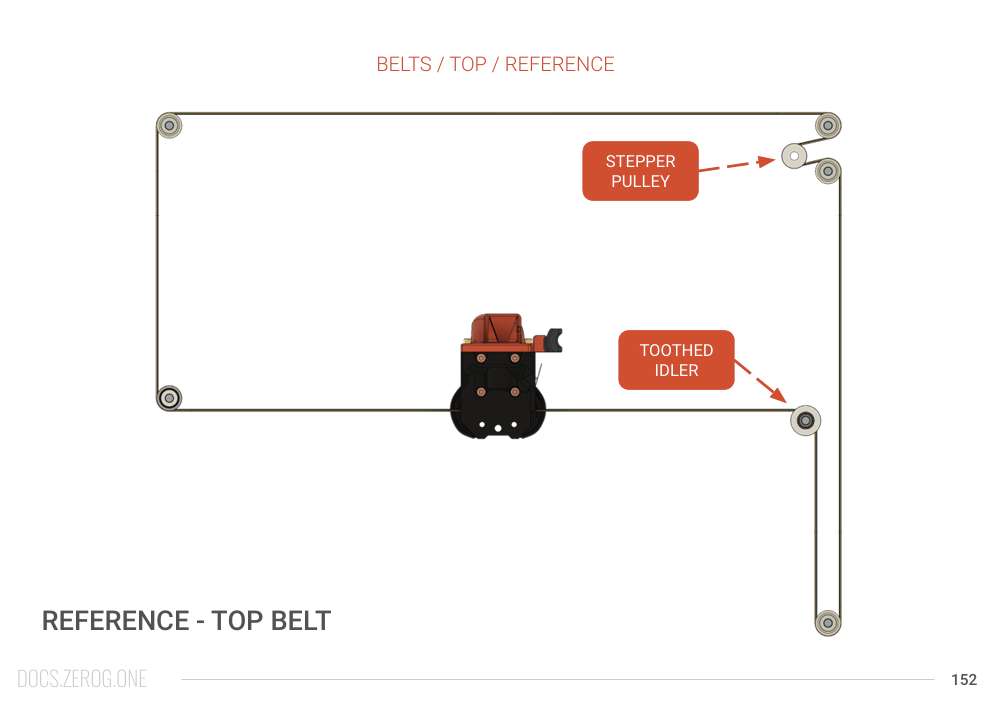 BELTS / TOP / REFERENCE
STEPPER
PULLEY
TOOTHED
IDLER
REFERENCE - TOP BELT
DOCS.ZEROG.ONE
152